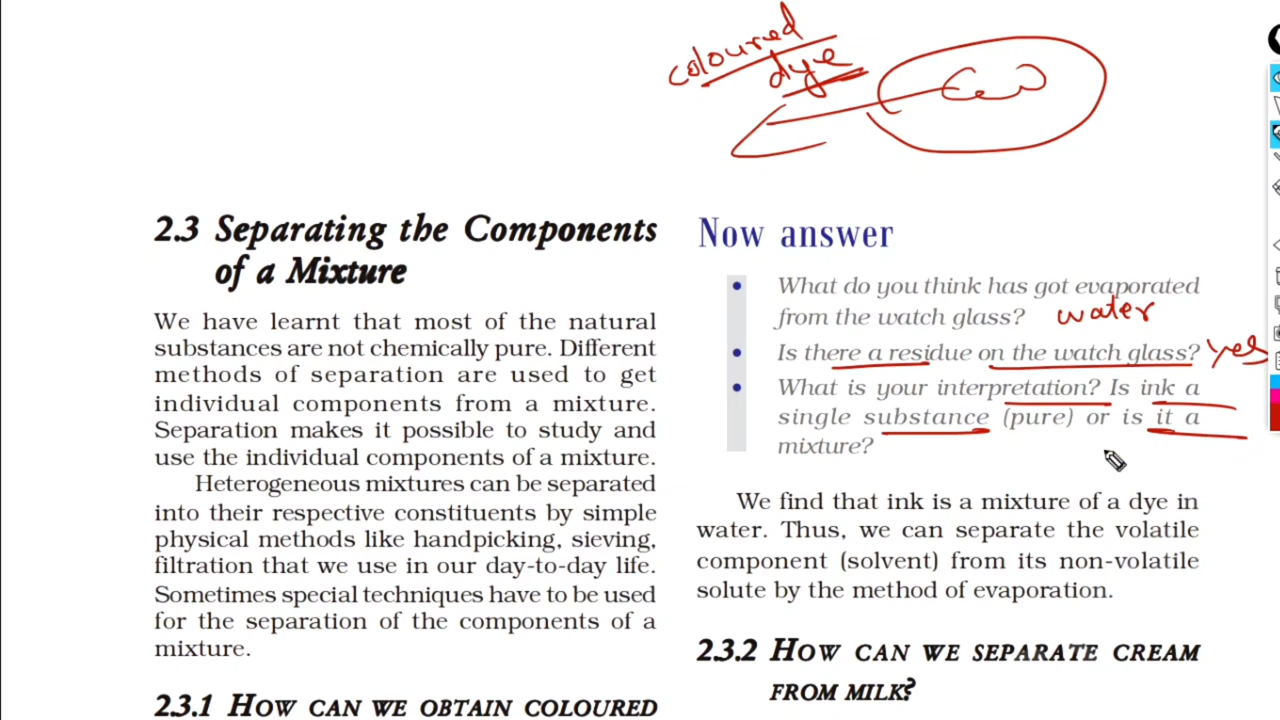 coloured
dye
2.3 Separating the Components
of a Mixture
We have learnt that most of the natural
substances are not chemically pure. Different
methods of separation are used to get
individual components from a mixture.
Separation makes it possible to study and
use the individual components of a mixture.
Heterogeneous mixtures can be separated
into their respective constituents by simple
physical methods like handpicking, sieving,
filtration that we use in our day-to-day life.
Sometimes special techniques have to be used
for the separation of the components of a
mixture.
2.3.1 HOW CAN WE OBTAIN COLOURED
Now answer
• What do you think has got evaporated
from the watch glass? water
• Is there a residue on the watch glass? yes
• What is your interpretation? Is ink a
single substance (pure) or is it a
mixture?
We find that ink is a mixture of a dye in
water. Thus, we can separate the volatile
component (solvent) from its non-volatile
solute by the method of evaporation.
2.3.2 HOW CAN WE SEPARATE CREAM
FROM MILK?